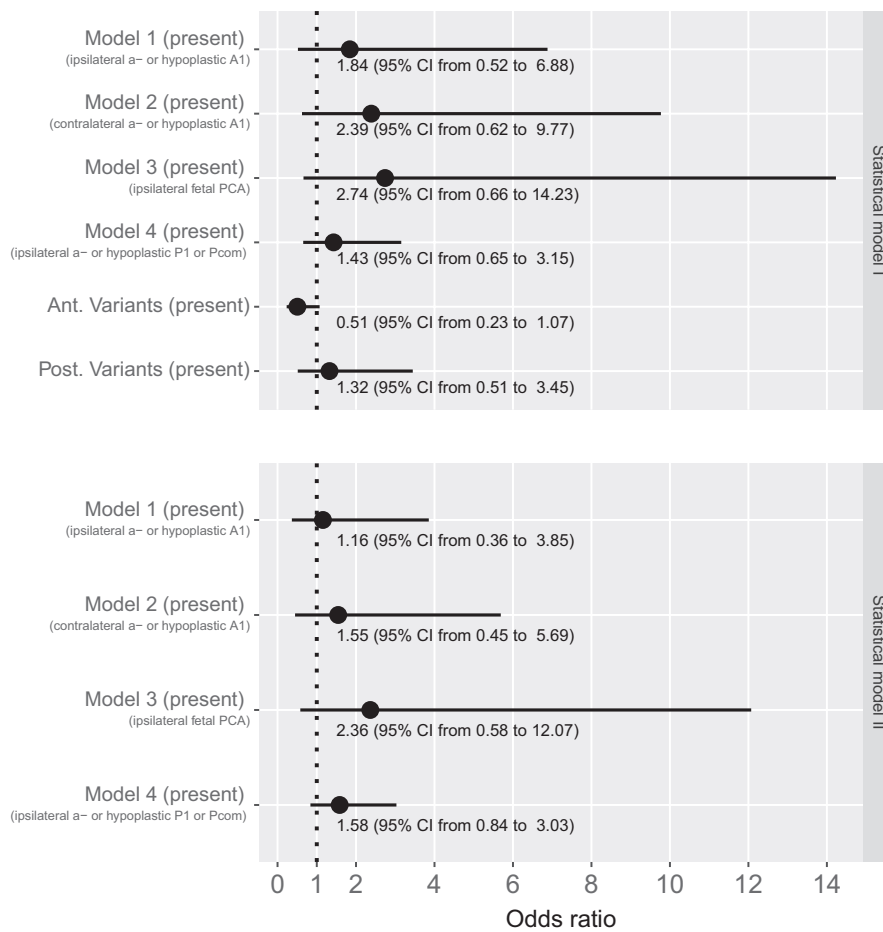 Model 1 (present)
(ipsilateral a− or hypoplastic A1)
1.84 (95% CI from 0.52 to  6.88)
Model 2 (present)
(contralateral a− or hypoplastic A1)
2.39 (95% CI from 0.62 to  9.77)
Model 3 (present)
(ipsilateral fetal PCA)
2.74 (95% CI from 0.66 to 14.23)
Model 4 (present)
(ipsilateral a− or hypoplastic P1 or Pcom)
1.43 (95% CI from 0.65 to  3.15)
Ant. Variants (present)
0.51 (95% CI from 0.23 to  1.07)
Post. Variants (present)
1.32 (95% CI from 0.51 to  3.45)
Statistical model I
Model 1 (present)
(ipsilateral a− or hypoplastic A1)
1.16 (95% CI from 0.36 to  3.85)
Model 2 (present)
(contralateral a− or hypoplastic A1)
1.55 (95% CI from 0.45 to  5.69)
Model 3 (present)
(ipsilateral fetal PCA)
2.36 (95% CI from 0.58 to 12.07)
Model 4 (present)
(ipsilateral a− or hypoplastic P1 or Pcom)
1.58 (95% CI from 0.84 to  3.03)
Statistical model II
0 1 2 4 6 8 10 12 14
Odds ratio